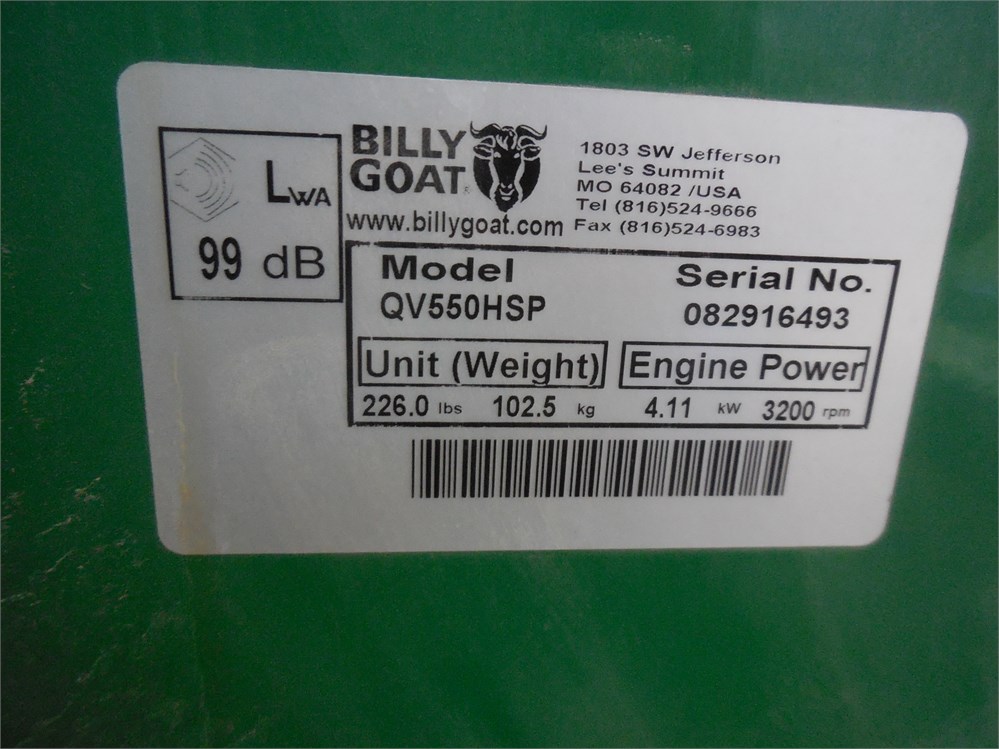 LWA
99 dB
BILLY
GOAT®
www.billygoat.com
1803 SW Jefferson
Lee's Summit
MO 64082 /USA
Tel (816)524-9666
Fax (816)524-6983
Model
QV550HSP
Serial No.
082916493
Unit (Weight)
226.0 lbs 102.5 kg
Engine Power
4.11 kW 3200 rpm